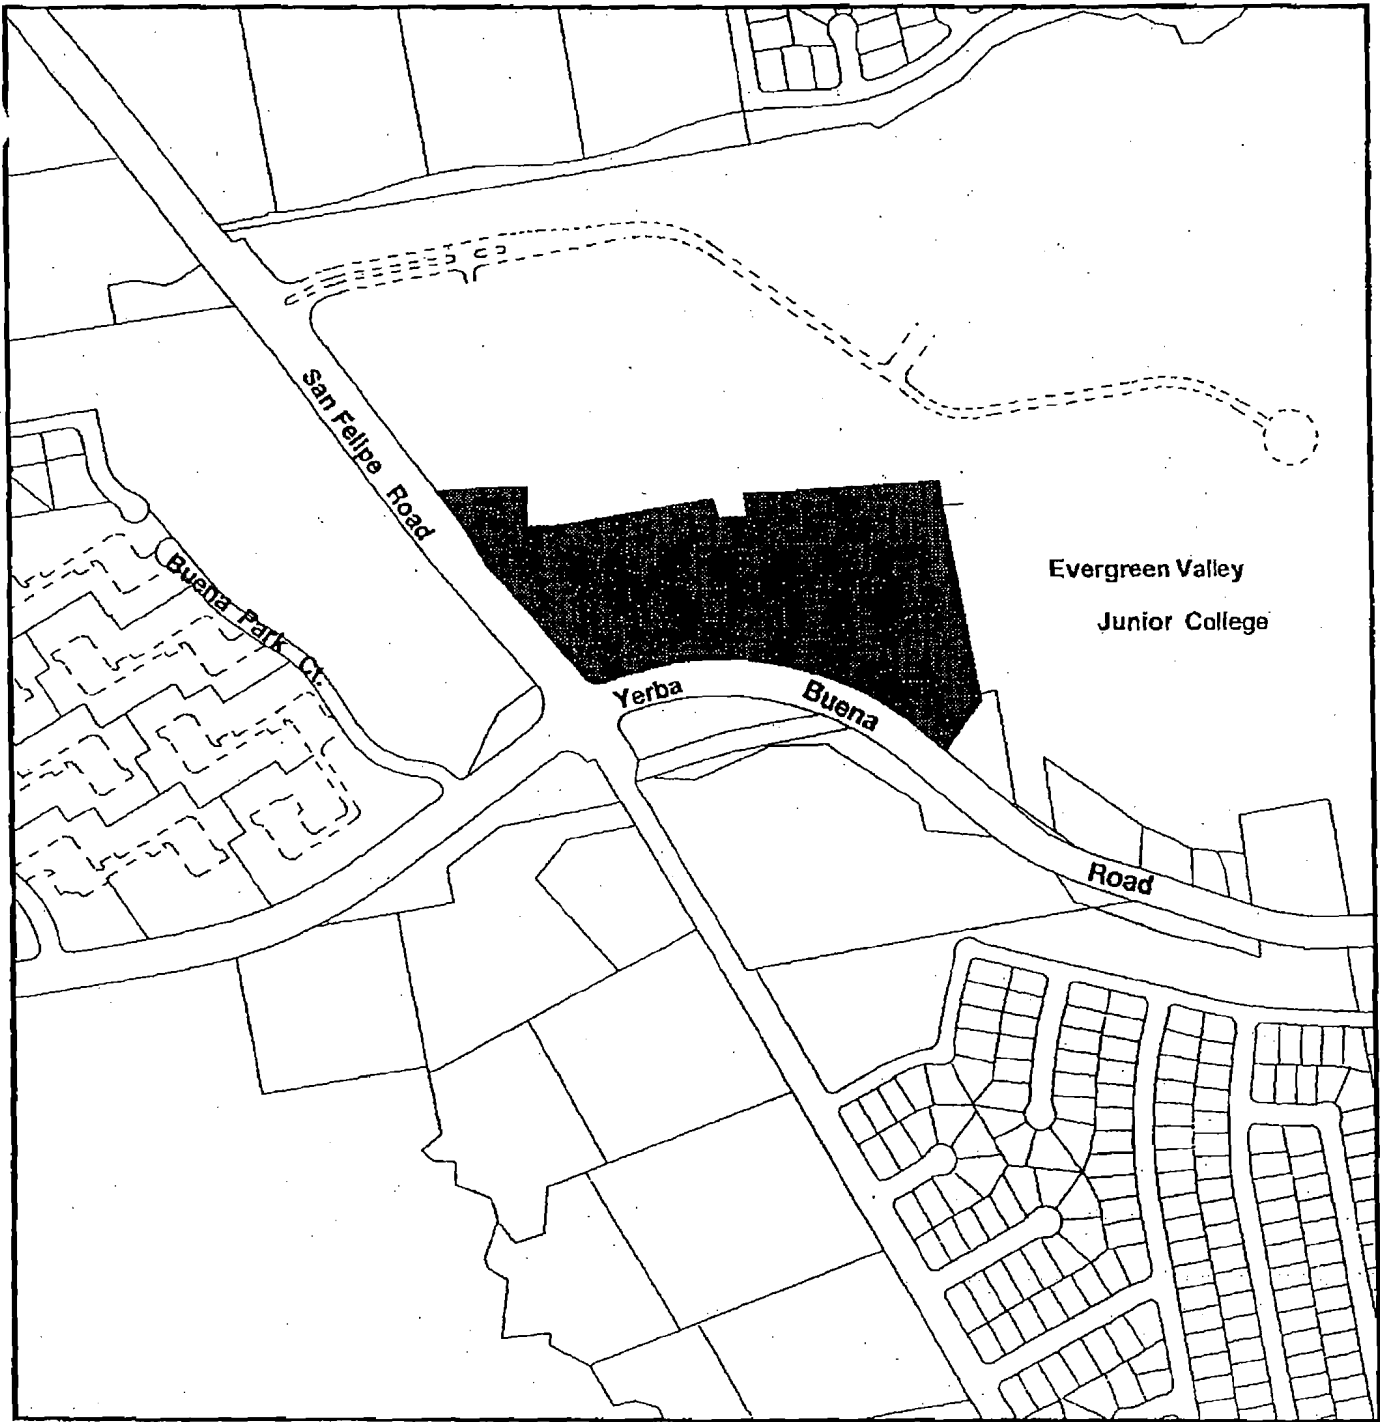 San Felipe Road
Evergreen Valley
Junior College
Buena Park Ct.
Yerba Buena Road